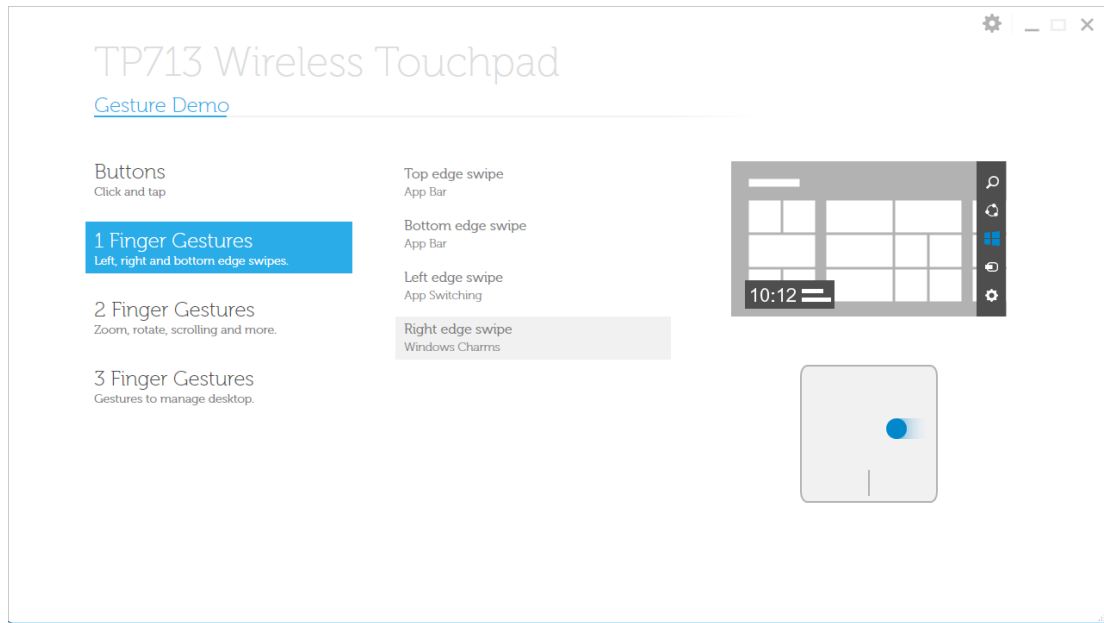 TP713 Wireless Touchpad
Gesture Demo
Buttons
Click and tap
1 Finger Gestures
Left, right and bottom edge swipes.
2 Finger Gestures
Zoom, rotate, scrolling and more.
3 Finger Gestures
Gestures to manage desktop.
Top edge swipe
App Bar
Bottom edge swipe
App Bar
Left edge swipe
App Switching
Right edge swipe
Windows Charms
10:12